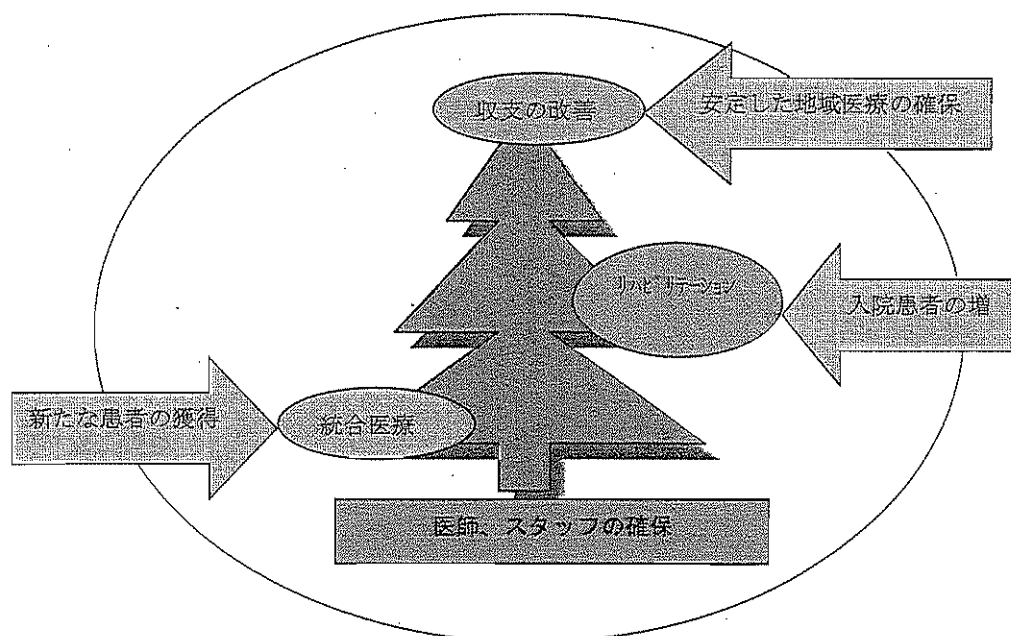 収支の改善
安定した地域医療の確保
リハビリテーション
入院患者の増
新たな患者の獲得
統合医療
医師、スタッフの確保